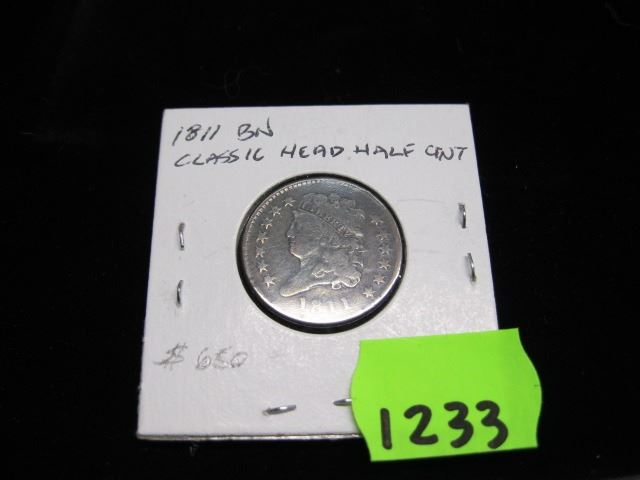 1811 BN
CLASSIC HEAD HALF CENT
LIBERTY
1811
$650
1233